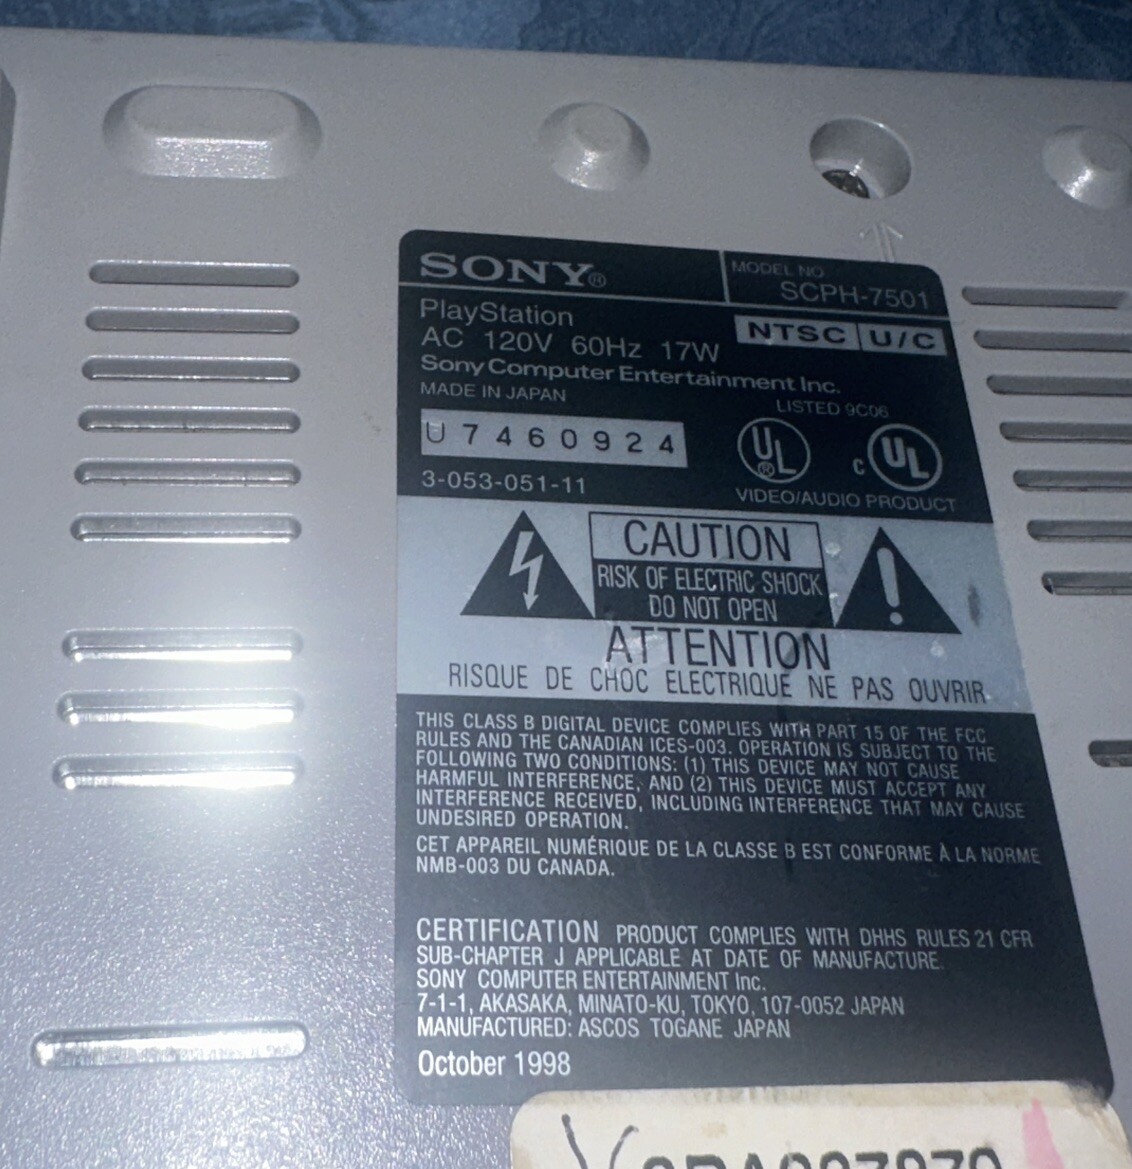 SONY®
MODEL NO.
SCPH-7501
PlayStation
NTSC U/C
AC 120V 60Hz 17W
Sony Computer Entertainment Inc.
MADE IN JAPAN
LISTED 9C06
U7460924
UL® c UL
3-053-051-11
VIDEO/AUDIO PRODUCT
CAUTION
RISK OF ELECTRIC SHOCK
DO NOT OPEN
ATTENTION
RISQUE DE CHOC ELECTRIQUE NE PAS OUVRIR
THIS CLASS B DIGITAL DEVICE COMPLIES WITH PART 15 OF THE FCC
RULES AND THE CANADIAN ICES-003. OPERATION IS SUBJECT TO THE
FOLLOWING TWO CONDITIONS: (1) THIS DEVICE MAY NOT CAUSE
HARMFUL INTERFERENCE, AND (2) THIS DEVICE MUST ACCEPT ANY
INTERFERENCE RECEIVED, INCLUDING INTERFERENCE THAT MAY CAUSE
UNDESIRED OPERATION.
CET APPAREIL NUMÉRIQUE DE LA CLASSE B EST CONFORME À LA NORME
NMB-003 DU CANADA.
CERTIFICATION PRODUCT COMPLIES WITH DHHS RULES 21 CFR
SUB-CHAPTER J APPLICABLE AT DATE OF MANUFACTURE.
SONY COMPUTER ENTERTAINMENT Inc.
7-1-1, AKASAKA, MINATO-KU, TOKYO, 107-0052 JAPAN
MANUFACTURED: ASCOS TOGANE JAPAN
October 1998